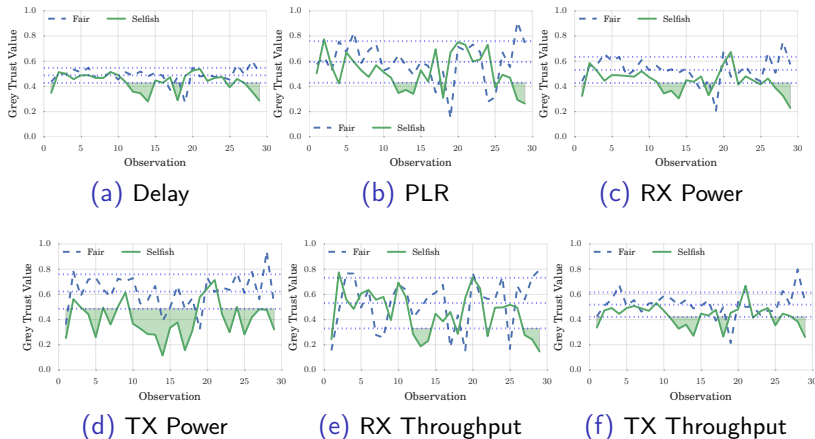 Fair Selfish
Fair Selfish
Grey Trust Value
1.0
0.8
0.6
0.4
0.2
0.0
0 5 10 15 20 25 30
Observation
(a) Delay
Grey Trust Value
1.0
0.8
0.6
0.4
0.2
0.0
0 5 10 15 20 25 30
Observation
(b) PLR
Fair Selfish
Grey Trust Value
1.0
0.8
0.6
0.4
0.2
0.0
0 5 10 15 20 25 30
Observation
(c) RX Power
Fair Selfish
Grey Trust Value
1.0
0.8
0.6
0.4
0.2
0.0
0 5 10 15 20 25 30
Observation
(d) TX Power
Fair Selfish
Grey Trust Value
1.0
0.8
0.6
0.4
0.2
0.0
0 5 10 15 20 25 30
Observation
(e) RX Throughput
Fair Selfish
Grey Trust Value
1.0
0.8
0.6
0.4
0.2
0.0
0 5 10 15 20 25 30
Observation
(f) TX Throughput